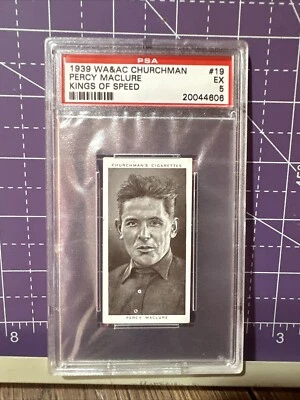 PSA
1939 WA&AC CHURCHMAN #19
PERCY MACLURE EX
KINGS OF SPEED 5
20044606
CHURCHMAN'S CIGARETTES
PERCY MACLURE
8
3